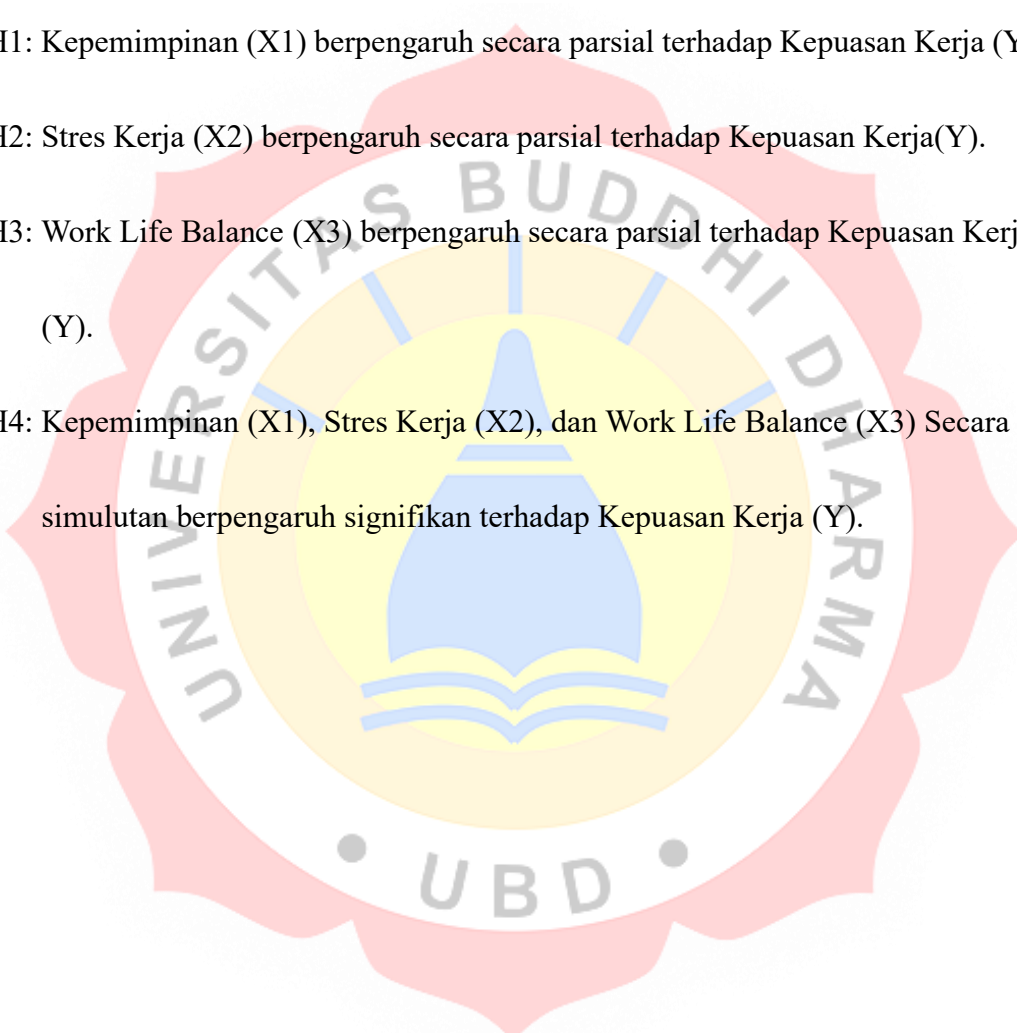 H1: Kepemimpinan (X1) berpengaruh secara parsial terhadap Kepuasan Kerja (Y
H2: Stres Kerja (X2) berpengaruh secara parsial terhadap Kepuasan Kerja(Y).
H3: Work Life Balance (X3) berpengaruh secara parsial terhadap Kepuasan Kerj
(Y).
H4: Kepemimpinan (X1), Stres Kerja (X2), dan Work Life Balance (X3) Secara
simulutan berpengaruh signifikan terhadap Kepuasan Kerja (Y).
UNIVERSITAS BUDDHI DHARMA
• UBD •